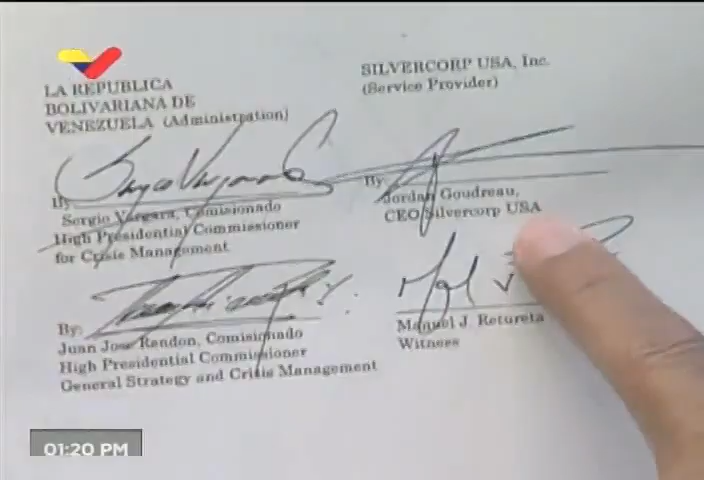 LA REPUBLICA
BOLIVARIANA DE
VENEZUELA (Administration)
By
Sergio Vargara, Comisionado
High Presidential Commissioner
for Crisis Management
By:
Juan Jose Rendon, Comisionado
High Presidential Commissioner
General Strategy and Crisis Management
SILVERCORP USA, Inc.
(Service Provider)
By:
Jordan Goudreau,
CEO Silvercorp USA
Manuel J. Retureta
Witness
01:20 PM